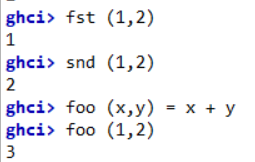 ghci> fst (1,2)
1
ghci> snd (1,2)
2
ghci> foo (x,y) = x + y
ghci> foo (1,2)
3